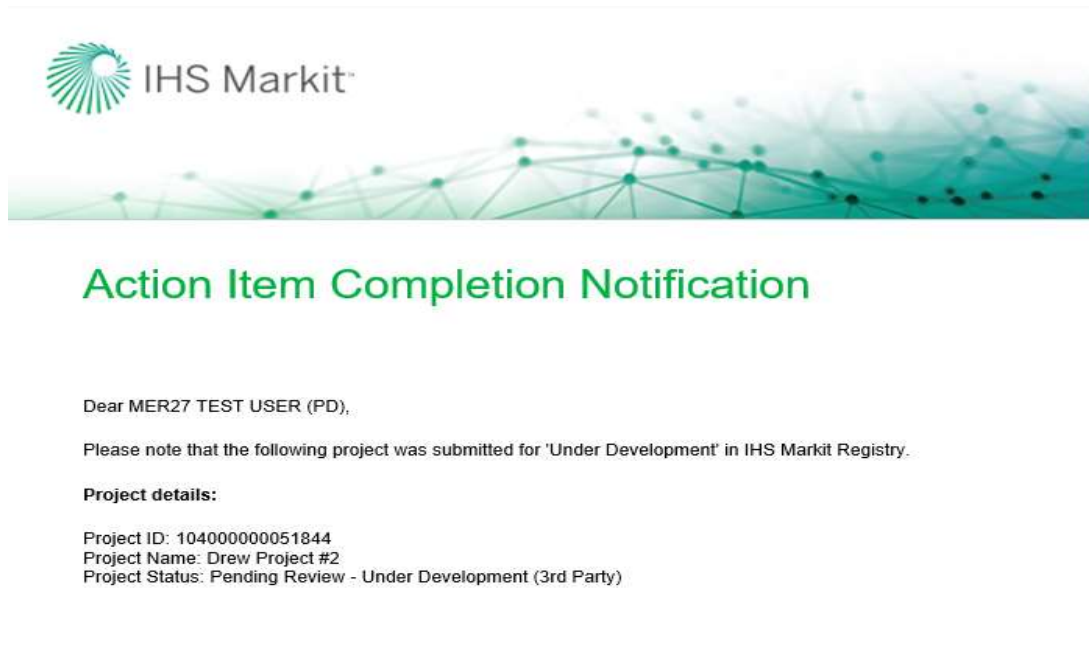 IHS Markit™
Action Item Completion Notification
Dear MER27 TEST USER (PD),
Please note that the following project was submitted for 'Under Development' in IHS Markit Registry.
Project details:
Project ID: 104000000051844
Project Name: Drew Project #2
Project Status: Pending Review - Under Development (3rd Party)